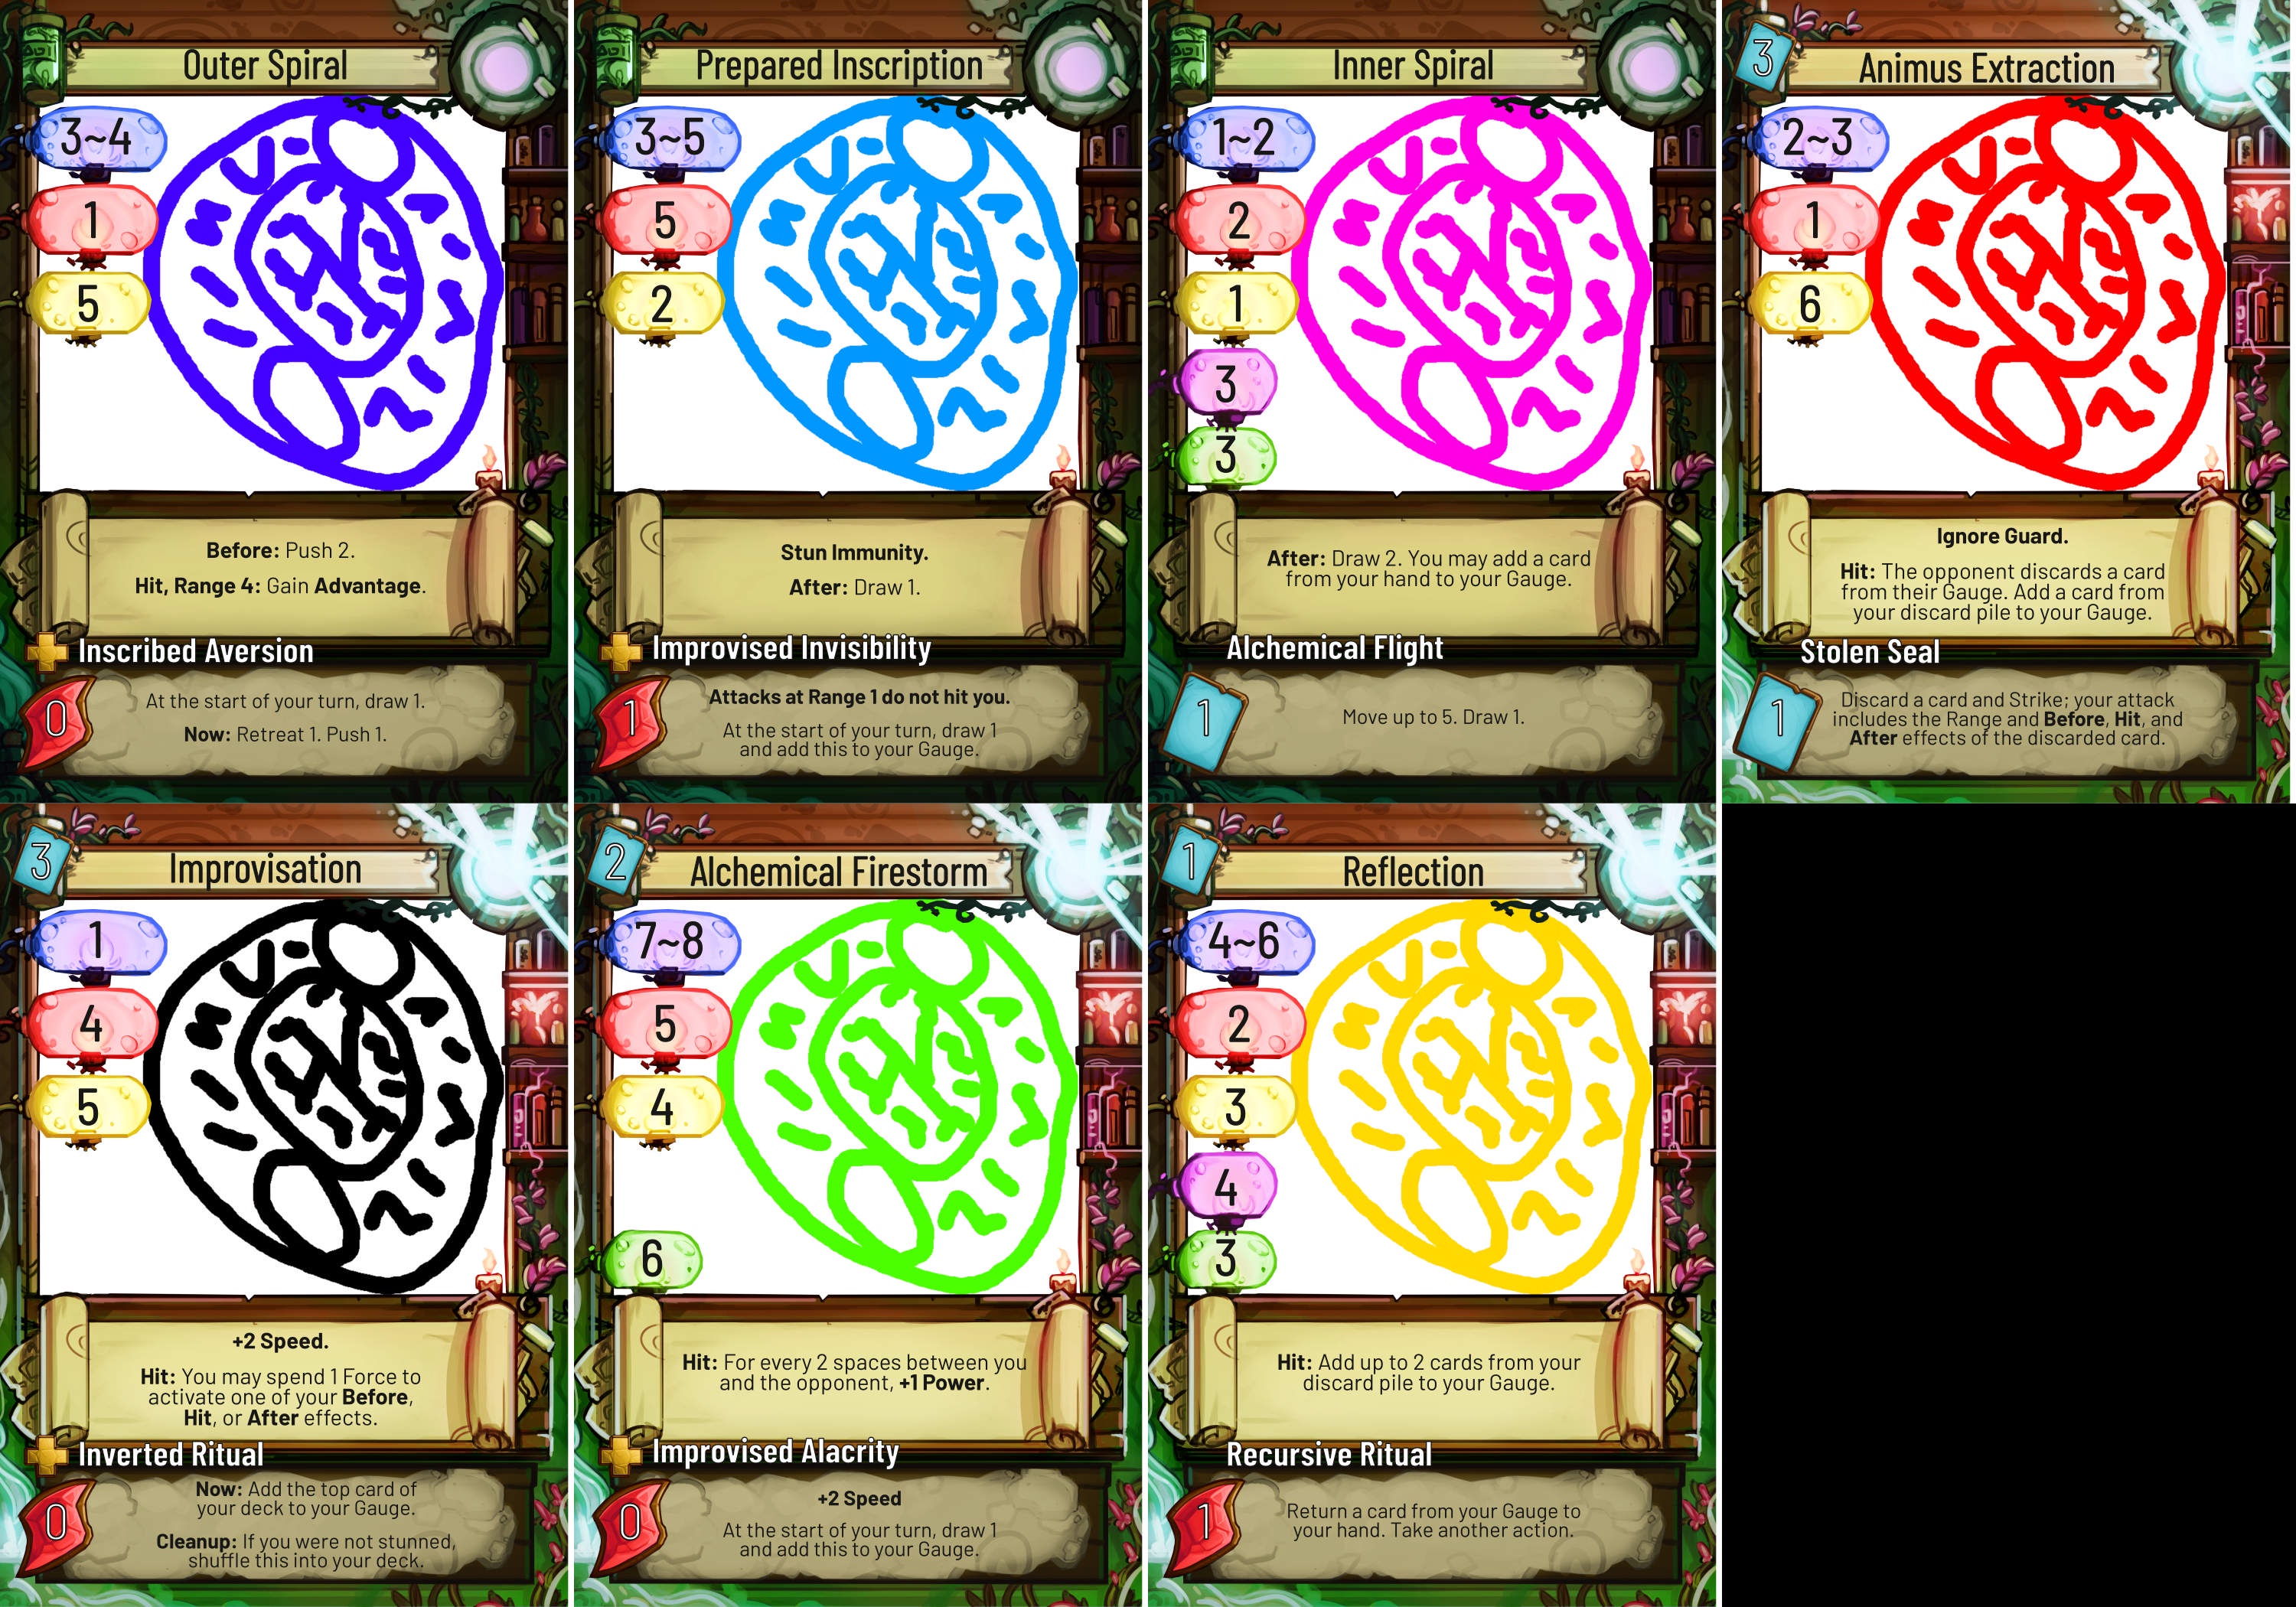 Outer Spiral
3~4
1
5
Before: Push 2.
Hit, Range 4: Gain Advantage.
Inscribed Aversion
0
At the start of your turn, draw 1.
Now: Retreat 1. Push 1.
Prepared Inscription
3~5
5
2
Stun Immunity.
After: Draw 1.
Improvised Invisibility
1
Attacks at Range 1 do not hit you.
At the start of your turn, draw 1
and add this to your Gauge.
Inner Spiral
1~2
2
1
3
3
After: Draw 2. You may add a card
from your hand to your Gauge.
Alchemical Flight
1
Move up to 5. Draw 1.
3
Animus Extraction
2~3
1
6
Ignore Guard.
Hit: The opponent discards a card
from their Gauge. Add a card from
your discard pile to your Gauge.
Stolen Seal
1
Discard a card and Strike; your attack
includes the Range and Before, Hit, and
After effects of the discarded card.
3
Improvisation
1
4
5
+2 Speed.
Hit: You may spend 1 Force to
activate one of your Before,
Hit, or After effects.
Inverted Ritual
0
Now: Add the top card of
your deck to your Gauge.
Cleanup: If you were not stunned,
shuffle this into your deck.
2
Alchemical Firestorm
7~8
5
4
6
Hit: For every 2 spaces between you
and the opponent, +1 Power.
Improvised Alacrity
0
+2 Speed
At the start of your turn, draw 1
and add this to your Gauge.
1
Reflection
4~6
2
3
4
3
Hit: Add up to 2 cards from your
discard pile to your Gauge.
Recursive Ritual
1
Return a card from your Gauge to
your hand. Take another action.